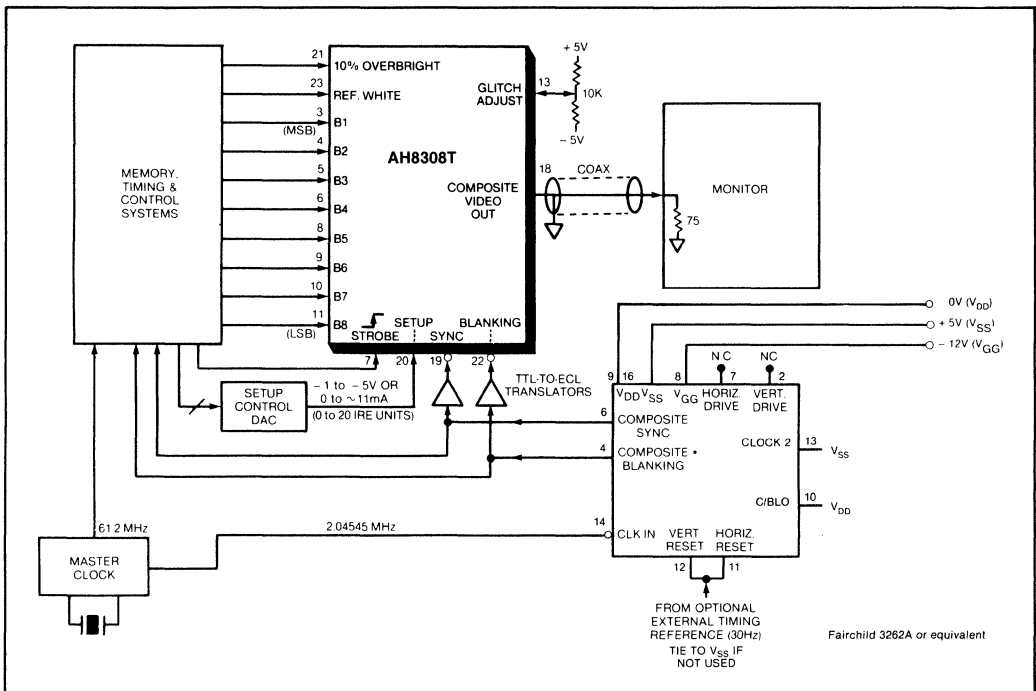 MEMORY,
TIMING &
CONTROL
SYSTEMS
21
10% OVERBRIGHT
23
REF. WHITE
3
(MSB)
B1
4
B2
5
B3
6
B4
8
B5
9
B6
10
B7
11
(LSB)
B8
AH8308T
GLITCH
ADJUST
13
+ 5V
10K
− 5V
COMPOSITE
VIDEO
OUT
18
COAX
MONITOR
75
STROBE
SETUP
SYNC
BLANKING
7
20
19
22
TTL-TO-ECL
TRANSLATORS
SETUP
CONTROL
DAC
− 1 to − 5V OR
0 to ~11mA
(0 to 20 IRE UNITS)
0V (VDD)
+ 5V (VSS)
− 12V (VGG)
9 16
8
NC
7
NC
2
VDD VSS
VGG
HORIZ.
DRIVE
VERT.
DRIVE
6
COMPOSITE
SYNC
4
COMPOSITE *
BLANKING
CLOCK 2
13
VSS
C/BLO
10
VDD
14
CLK IN
VERT
RESET
HORIZ.
RESET
12
11
61.2 MHz
2.04545 MHz
MASTER
CLOCK
FROM OPTIONAL
EXTERNAL TIMING
REFERENCE (30Hz)
TIE TO VSS IF
NOT USED
Fairchild 3262A or equivalent